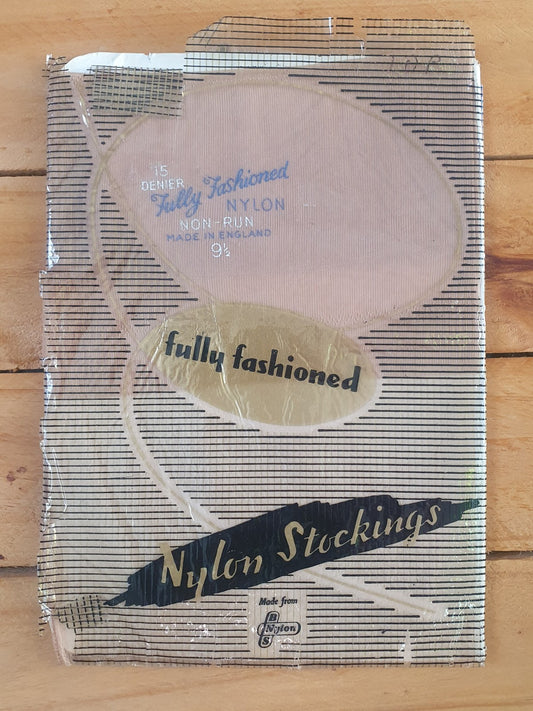 15
DENIER
Fully Fashioned
NYLON
NON-RUN
MADE IN ENGLAND
9½
fully fashioned
Nylon Stockings
Made from
B
Nylon
S